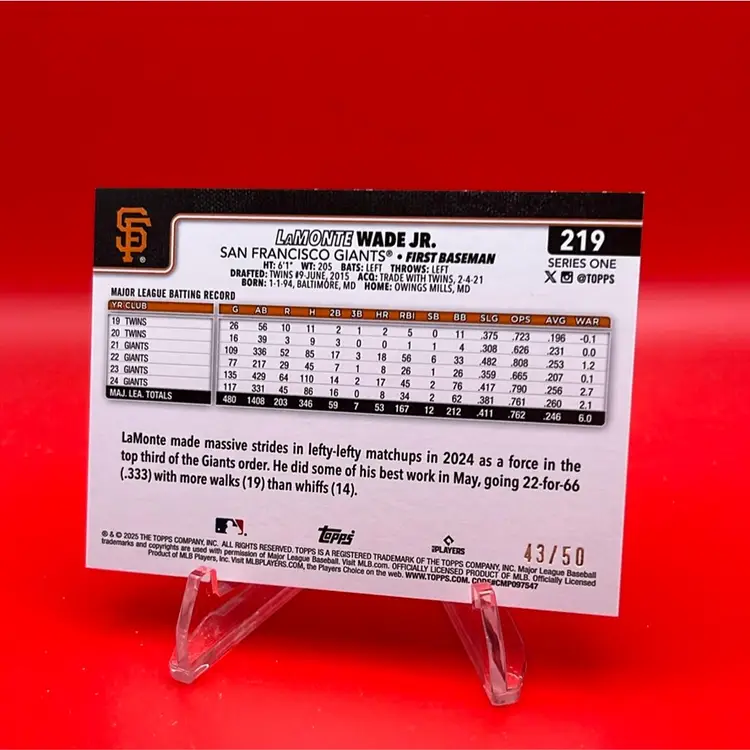 SF
LaMONTE WADE JR.
219
SAN FRANCISCO GIANTS® • FIRST BASEMAN
SERIES ONE
HT: 6'1" WT: 205 BATS: LEFT THROWS: LEFT
@TOPPS
DRAFTED: TWINS #9-JUNE, 2015 ACQ: TRADE WITH TWINS, 2-4-21
BORN: 1-1-94, BALTIMORE, MD HOME: OWINGS MILLS, MD
MAJOR LEAGUE BATTING RECORD
YR CLUB G AB R H 2B 3B HR RBI SB BB SLG OPS AVG WAR
19 TWINS 26 56 10 11 2 1 2 5 0 11 .375 .723 .196 -0.1
20 TWINS 16 39 3 9 3 0 0 1 1 4 .308 .626 .231 0.0
21 GIANTS 109 336 52 85 17 3 18 56 6 33 .482 .808 .253 1.2
22 GIANTS 77 217 29 45 7 1 8 26 1 26 .359 .665 .207 0.1
23 GIANTS 135 429 64 110 14 2 17 45 2 76 .417 .790 .256 2.7
24 GIANTS 117 331 45 86 16 0 8 34 2 62 .381 .761 .260 2.1
MAJ. LEA. TOTALS 480 1408 203 346 59 7 53 167 12 212 .411 .762 .246 6.0
LaMonte made massive strides in lefty-lefty matchups in 2024 as a force in the
top third of the Giants order. He did some of his best work in May, going 22-for-66
(.333) with more walks (19) than whiffs (14).
topps
PLAYERS
43/50
® & © 2025 THE TOPPS COMPANY, INC. ALL RIGHTS RESERVED. TOPPS IS A REGISTERED TRADEMARK OF THE TOPPS COMPANY, INC. Major League Baseball
trademarks and copyrights are used with permission of Major League Baseball. Visit MLB.com. OFFICIALLY LICENSED PRODUCT OF MLB. Officially Licensed
Product of MLB Players, Inc. Visit MLBPLAYERS.COM, the Players Choice on the web. WWW.TOPPS.COM. CODE#CMP097547